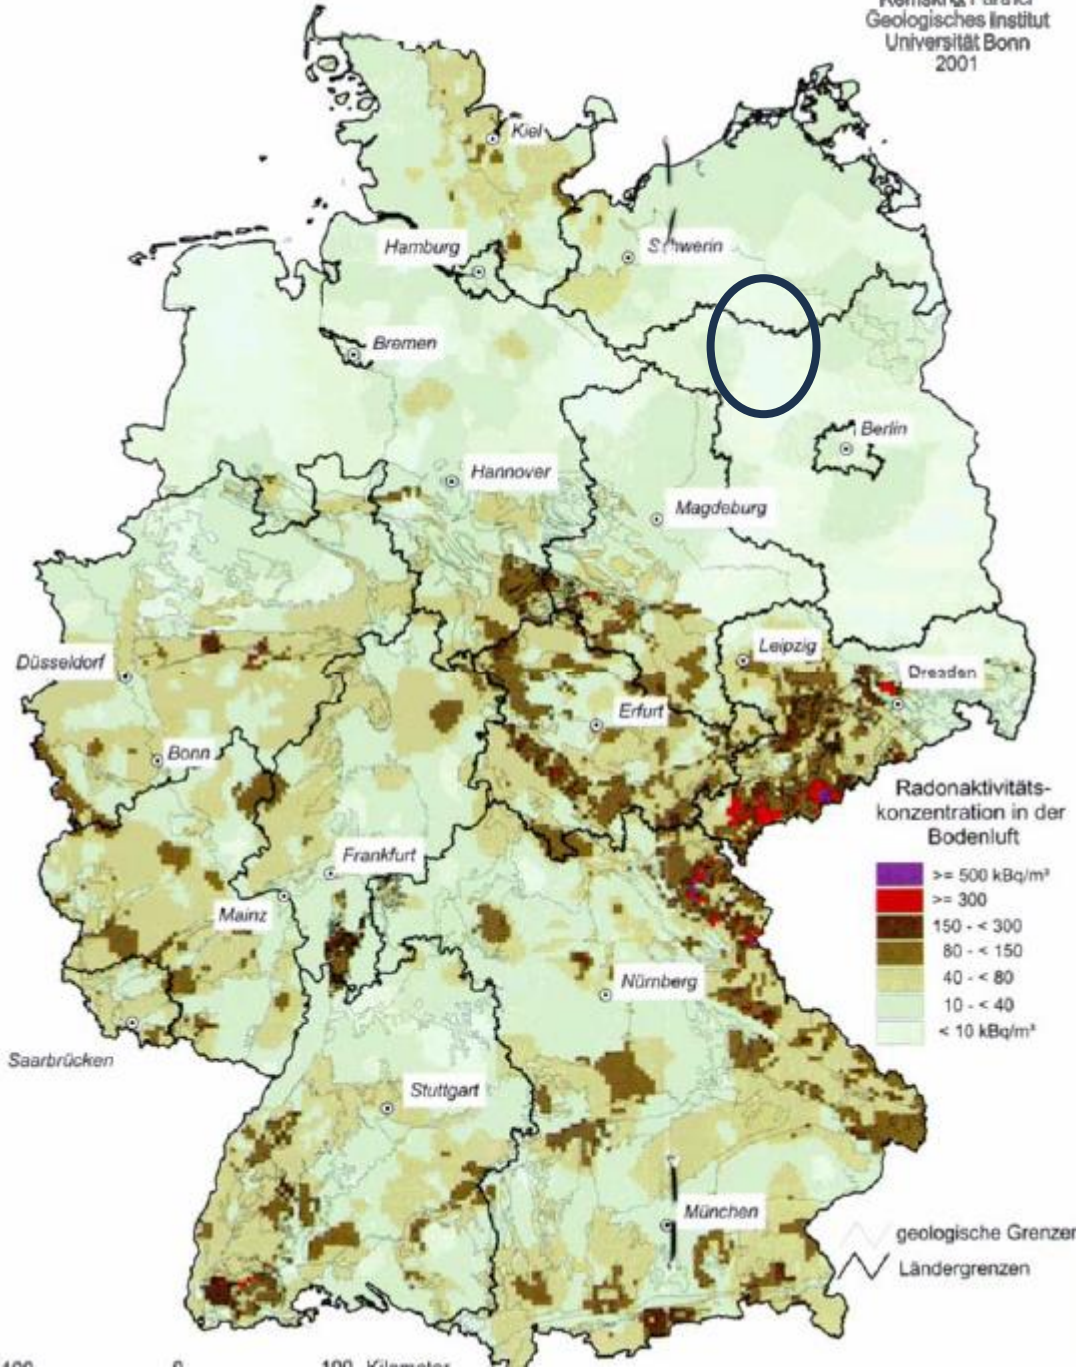 Geologisches Institut
Universität Bonn
2001
Kiel
Hamburg
Schwerin
Bremen
Berlin
Hannover
Magdeburg
Leipzig
Düsseldorf
Dresden
Erfurt
Bonn
Radonaktivitäts-
konzentration in der
Bodenluft
Frankfurt
>= 500 kBq/m³
>= 300
Mainz
150 - < 300
80 - < 150
40 - < 80
Nürnberg
10 - < 40
< 10 kBq/m³
Saarbrücken
Stuttgart
München
geologische Grenzen
Ländergrenzen
0
100 Kilometer